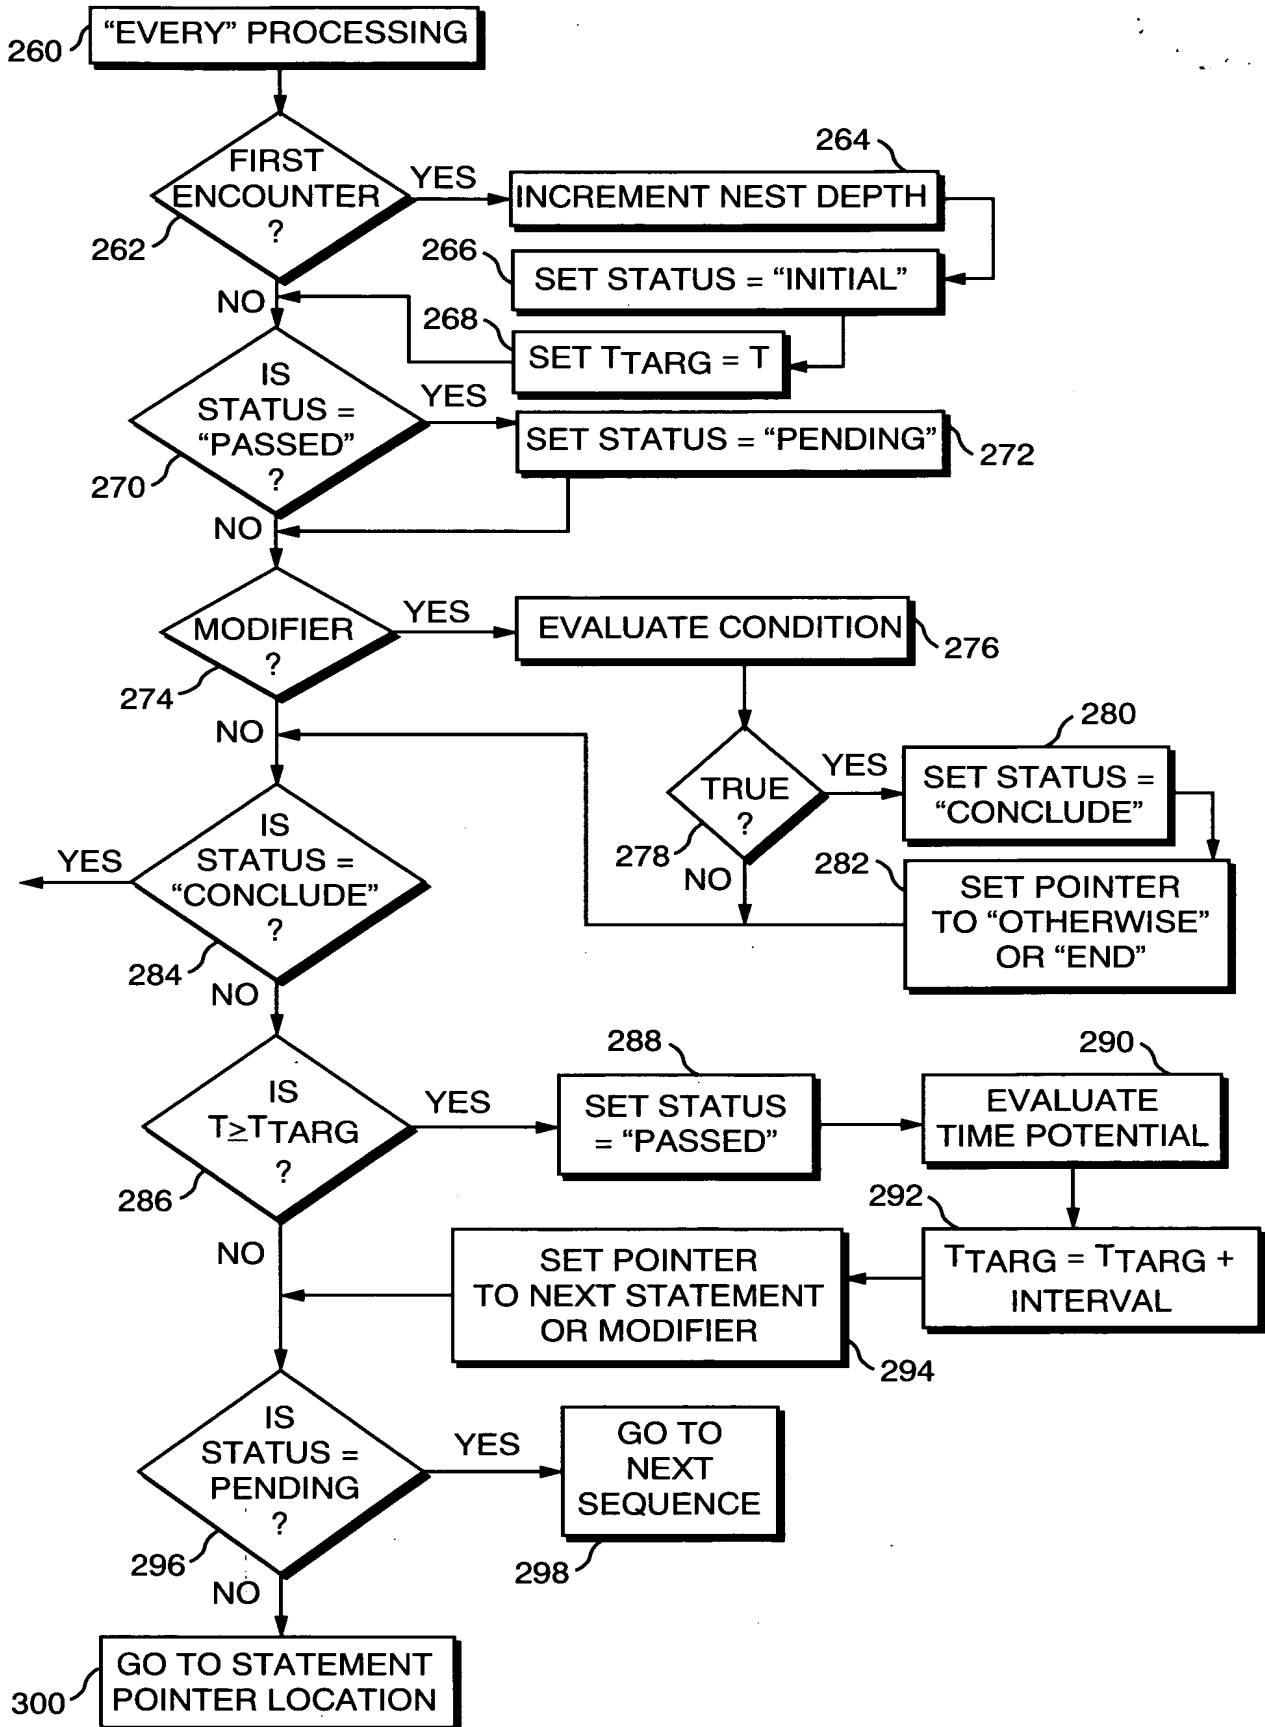 "EVERY" PROCESSING
260
FIRST
ENCOUNTER
?
262
YES
264
INCREMENT NEST DEPTH
266
SET STATUS = "INITIAL"
NO
268
SET TTARG = T
IS
STATUS =
"PASSED"
?
270
YES
SET STATUS = "PENDING"
272
NO
MODIFIER
?
274
YES
EVALUATE CONDITION
276
NO
TRUE
?
278
YES
280
SET STATUS =
"CONCLUDE"
NO
282
SET POINTER
TO "OTHERWISE"
OR "END"
IS
STATUS =
"CONCLUDE"
?
YES
284
NO
IS
T≥TTARG
?
286
YES
288
SET STATUS
= "PASSED"
290
EVALUATE
TIME POTENTIAL
292
TTARG = TTARG +
INTERVAL
NO
SET POINTER
TO NEXT STATEMENT
OR MODIFIER
294
IS
STATUS =
PENDING
?
296
YES
GO TO
NEXT
SEQUENCE
298
NO
GO TO STATEMENT
POINTER LOCATION
300